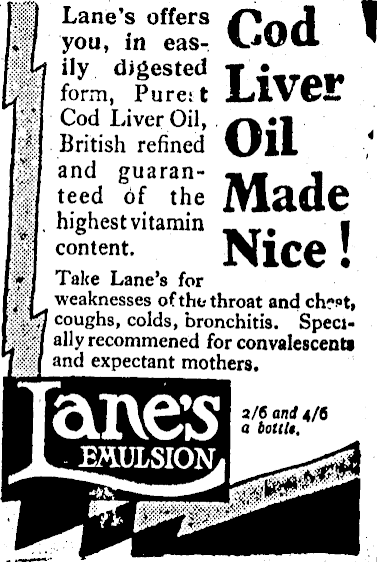 Lane's offers
you, in eas-
ily digested
form, Purest
Cod Liver Oil,
British refined
and guaran-
teed of the
highest vitamin
content.
Cod
Liver
Oil
Made
Nice!
Take Lane's for
weaknesses of the throat and chest,
coughs, colds, bronchitis. Speci-
ally recommened for convalescents
and expectant mothers.
Lane's
EMULSION
2/6 and 4/6
a bottle.